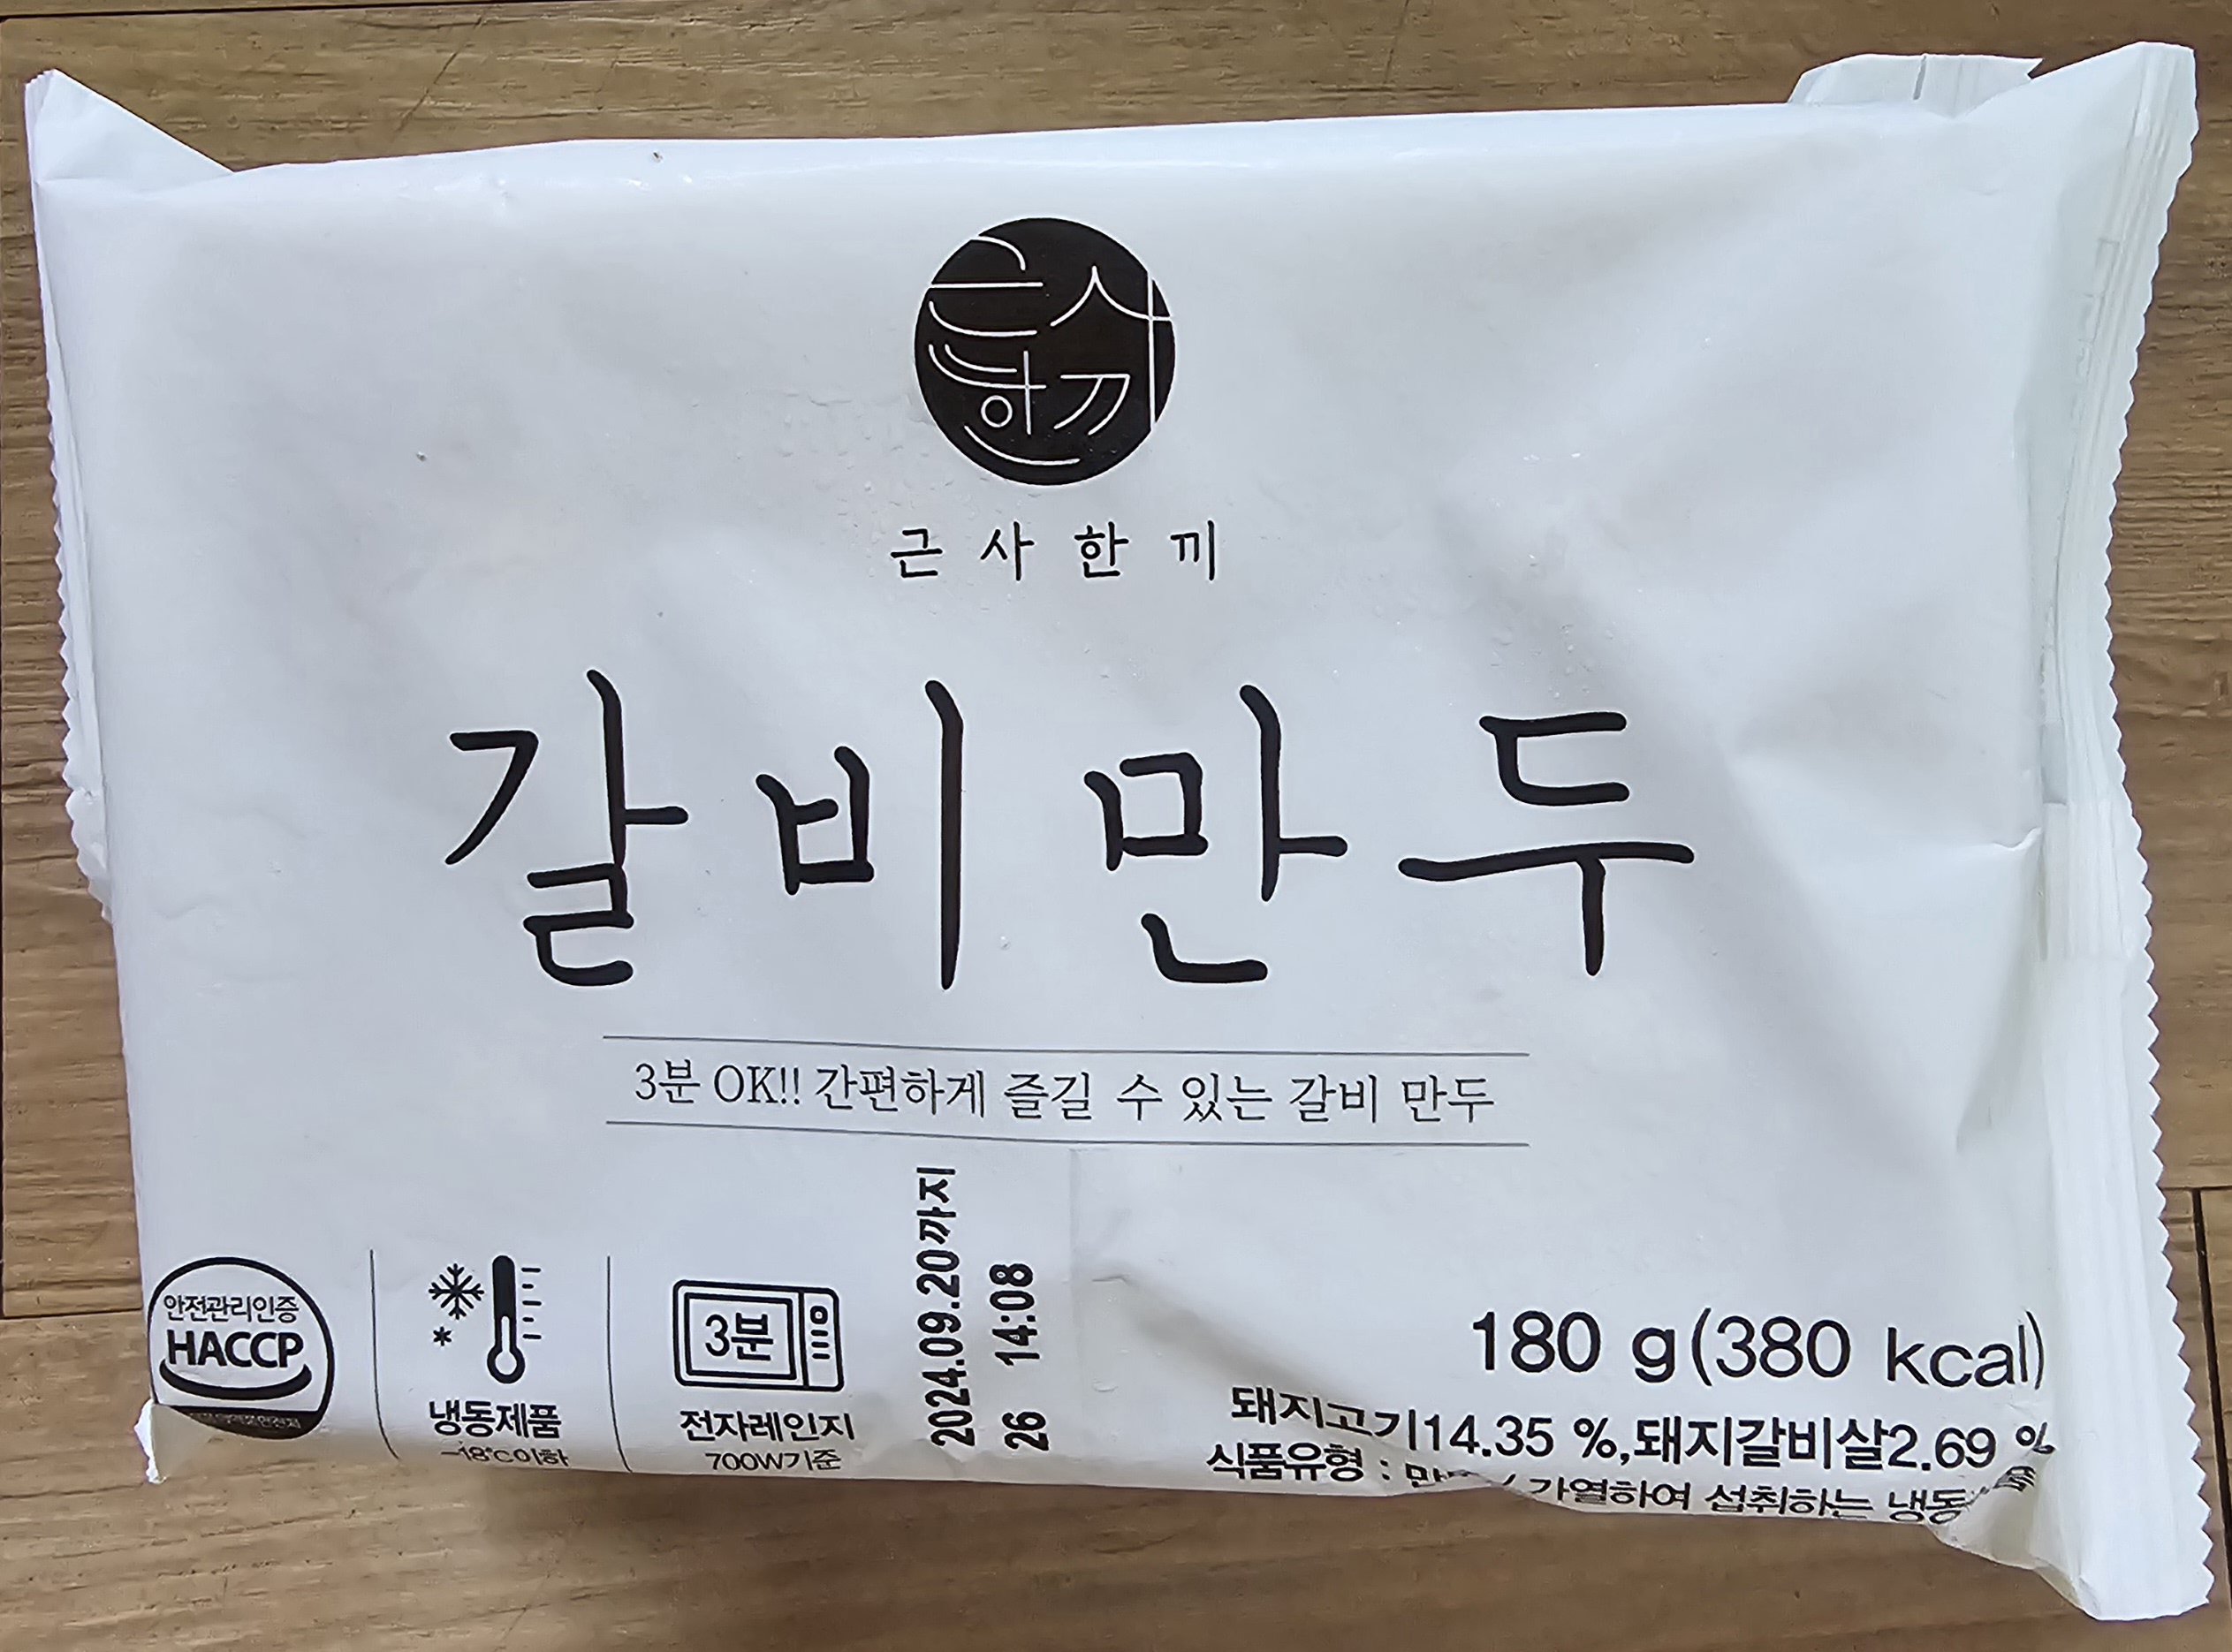 근사한끼
근사한끼
갈비만두
3분 OK!! 간편하게 즐길 수 있는 갈비 만두
안전관리인증
HACCP
냉동제품
-18℃이하
3분
전자레인지
700W기준
2024.09.20까지
26 14:08
180 g(380 kcal)
돼지고기14.35 %,돼지갈비살2.69 %
식품유형 : / 가열하여 섭취하는